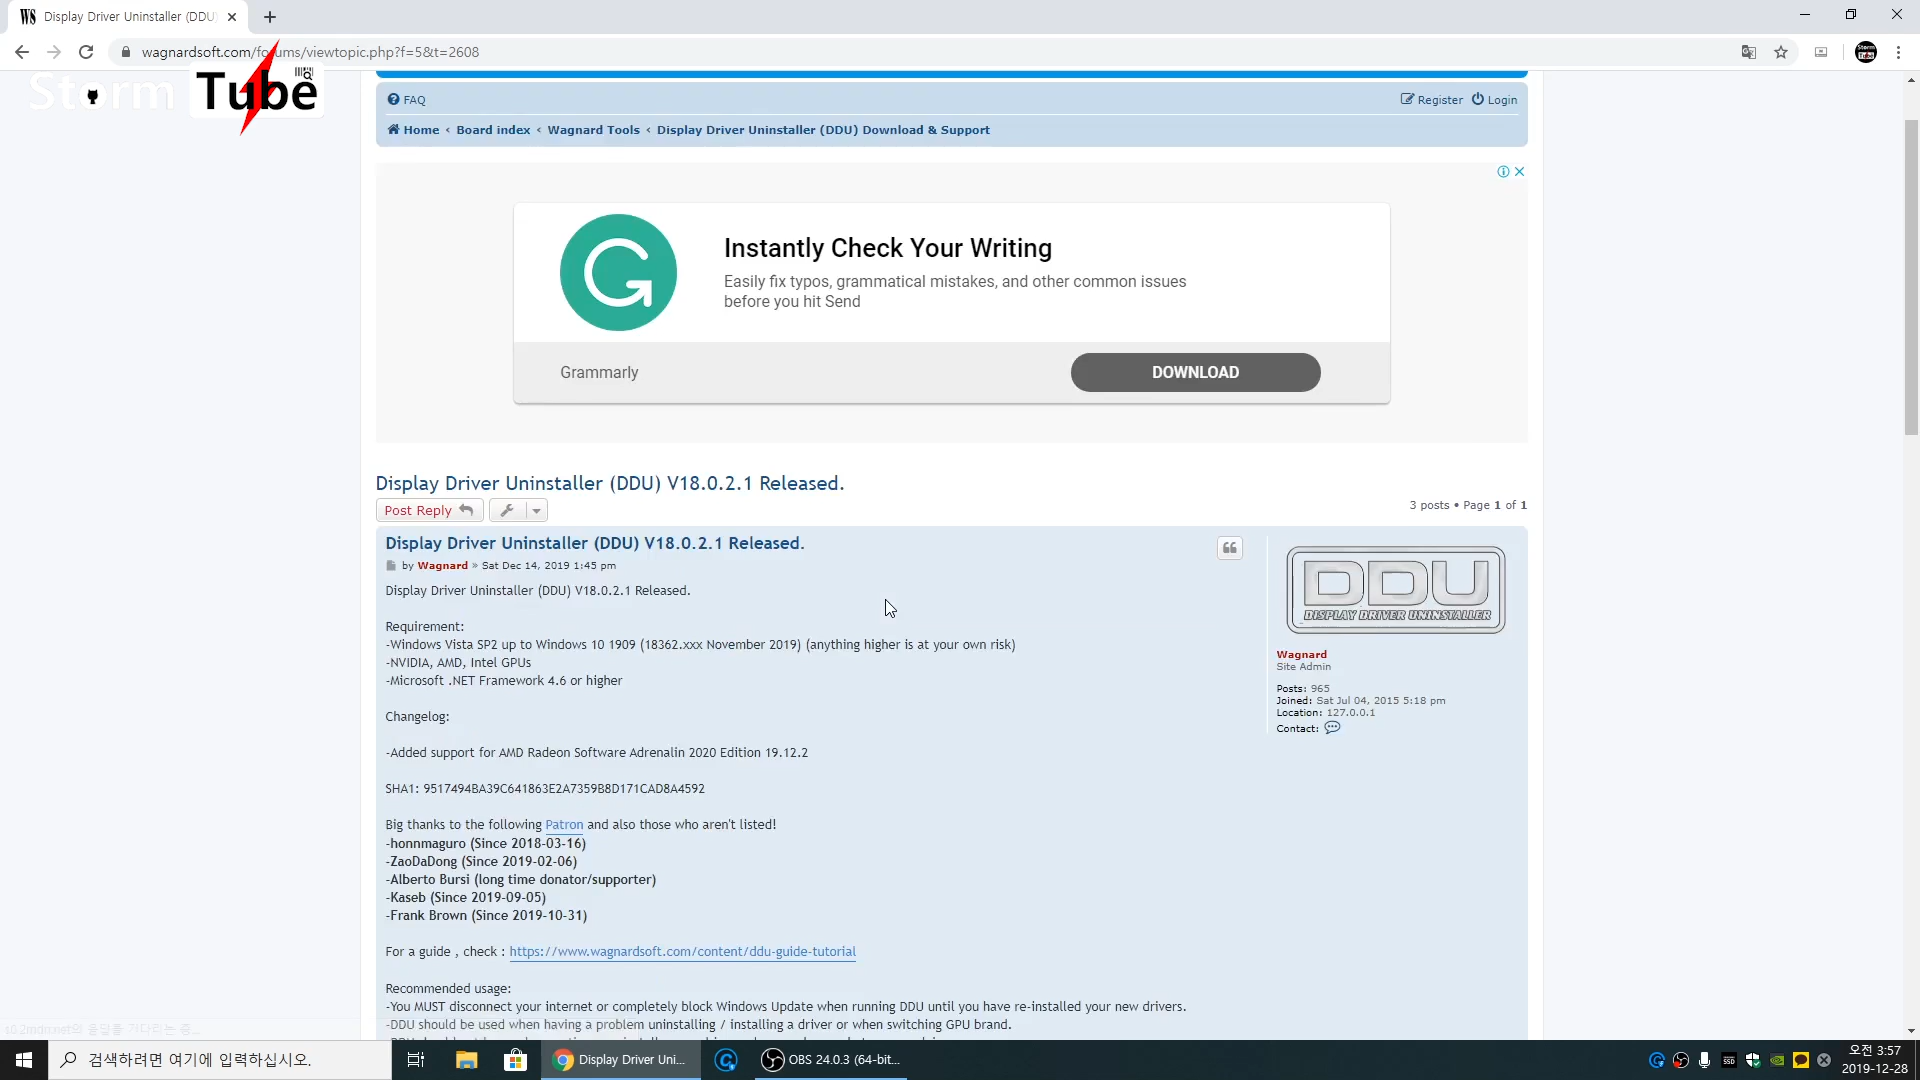 Display Driver Uninstaller (DDU)
wagnardsoft.com/forums/viewtopic.php?f=5&t=2608
Storm Tube
FAQ
Register
Login
Home ‹ Board index ‹ Wagnard Tools ‹ Display Driver Uninstaller (DDU) Download & Support
Instantly Check Your Writing
Easily fix typos, grammatical mistakes, and other common issues
before you hit Send
Grammarly
DOWNLOAD
Display Driver Uninstaller (DDU) V18.0.2.1 Released.
Post Reply
3 posts • Page 1 of 1
Display Driver Uninstaller (DDU) V18.0.2.1 Released.
by Wagnard » Sat Dec 14, 2019 1:45 pm
Display Driver Uninstaller (DDU) V18.0.2.1 Released.
Requirement:
-Windows Vista SP2 up to Windows 10 1909 (18362.xxx November 2019) (anything higher is at your own risk)
-NVIDIA, AMD, Intel GPUs
-Microsoft .NET Framework 4.6 or higher
Changelog:
-Added support for AMD Radeon Software Adrenalin 2020 Edition 19.12.2
SHA1: 9517494BA39C641863E2A7359B8D171CAD8A4592
Big thanks to the following Patron and also those who aren't listed!
-honnmaguro (Since 2018-03-16)
-ZaoDaDong (Since 2019-02-06)
-Alberto Bursi (long time donator/supporter)
-Kaseb (Since 2019-09-05)
-Frank Brown (Since 2019-10-31)
For a guide , check : https://www.wagnardsoft.com/content/ddu-guide-tutorial
Recommended usage:
-You MUST disconnect your internet or completely block Windows Update when running DDU until you have re-installed your new drivers.
-DDU should be used when having a problem uninstalling / installing a driver or when switching GPU brand.
DDU
DISPLAY DRIVER UNINSTALLER
Wagnard
Site Admin
Posts: 965
Joined: Sat Jul 04, 2015 5:18 pm
Location: 127.0.0.1
Contact:
검색하려면 여기에 입력하십시오.
Display Driver Uni...
OBS 24.0.3 (64-bit...
오전 3:57
2019-12-28